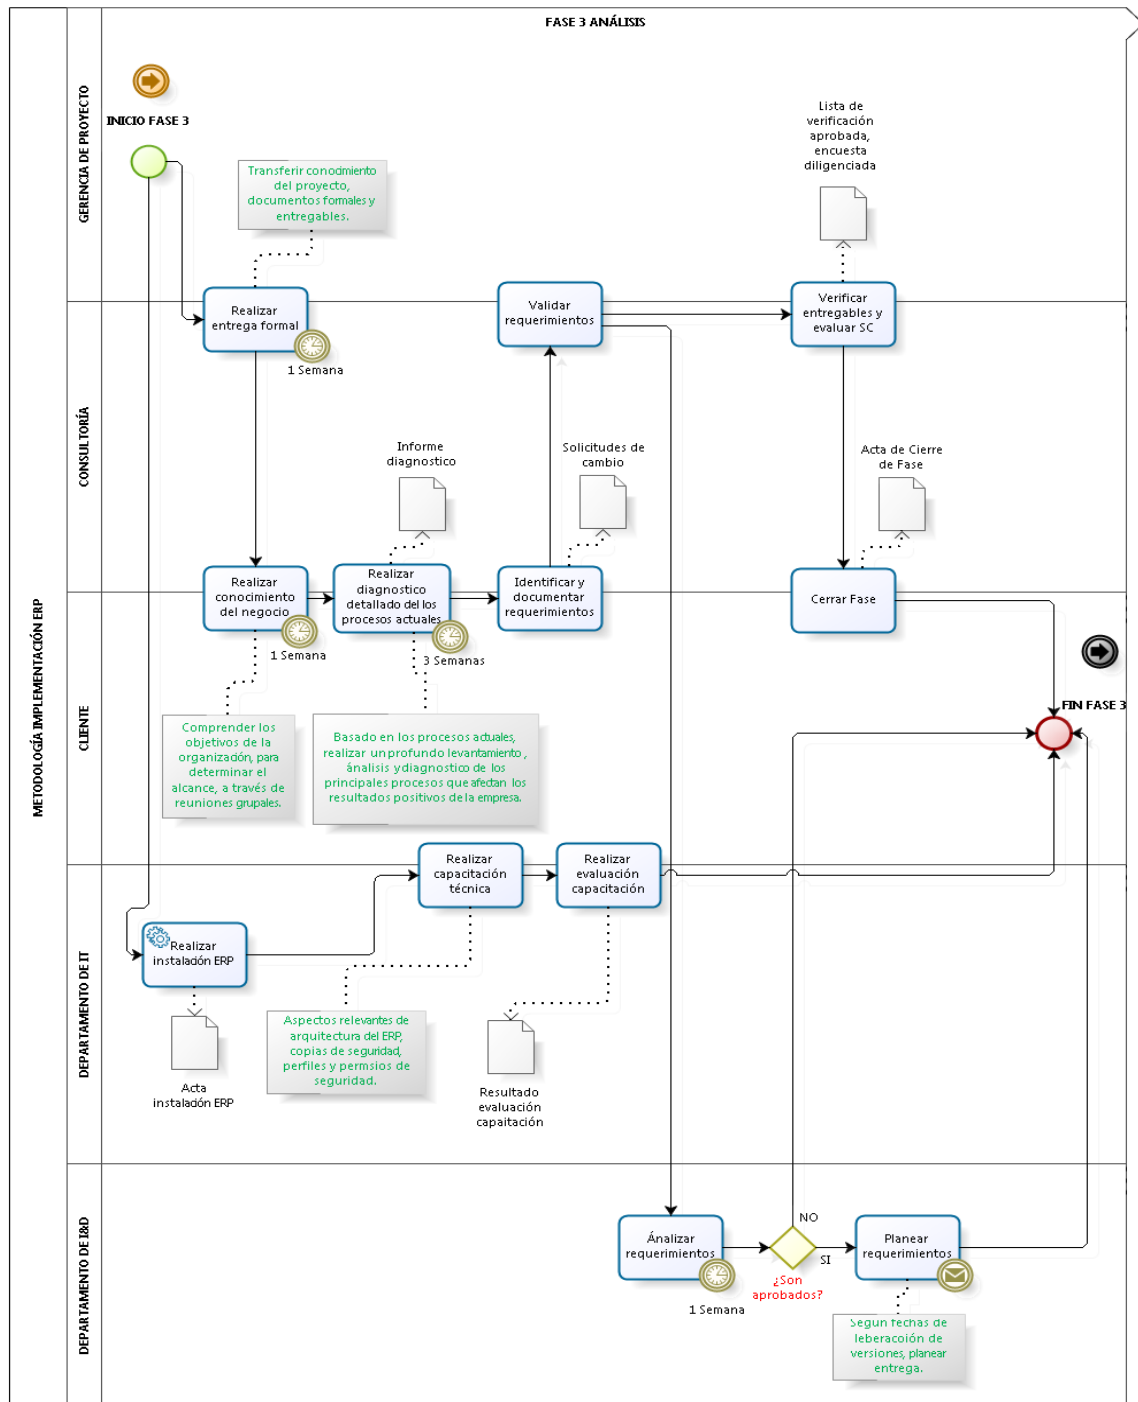 FASE 3 ANÁLISIS
METODOLOGÍA IMPLEMENTACIÓN ERP
GERENCIA DE PROYECTO
INICIO FASE 3
Transferir conocimiento
del proyecto,
documentos formales y
entregables.
Lista de
verificación
aprobada,
encuesta
diligenciada
Realizar
entrega formal
1 Semana
Validar
requerimientos
Verificar
entregables y
evaluar SC
CONSULTORÍA
Informe
diagnostico
Solicitudes de
cambio
Acta de Cierre
de Fase
Realizar
conocimiento
del negocio
1 Semana
Realizar
diagnostico
detallado del los
procesos actuales
3 Semanas
Identificar y
documentar
requerimientos
Cerrar Fase
CLIENTE
FIN FASE 3
Comprender los
objetivos de la
organización, para
determinar el
alcance, a través de
reuniones grupales.
Basado en los procesos actuales,
realizar un profundo levantamiento ,
ánalisis y diagnostico de los
principales procesos que afectan los
resultados positivos de la empresa.
Realizar
capacitación
técnica
Realizar
evaluación
capacitación
DEPARTAMENTO DE IT
Realizar
instalación ERP
Acta
instalación ERP
Aspectos relevantes de
arquitectura del ERP,
copias de seguridad,
perfiles y permsios de
seguridad.
Resultado
evaluación
capaitación
DEPARTAMENTO DE I&D
Ánalizar
requerimientos
1 Semana
NO
SI
¿Son
aprobados?
Planear
requerimientos
Segun fechas de
leberacoión de
versiones, planear
entrega.